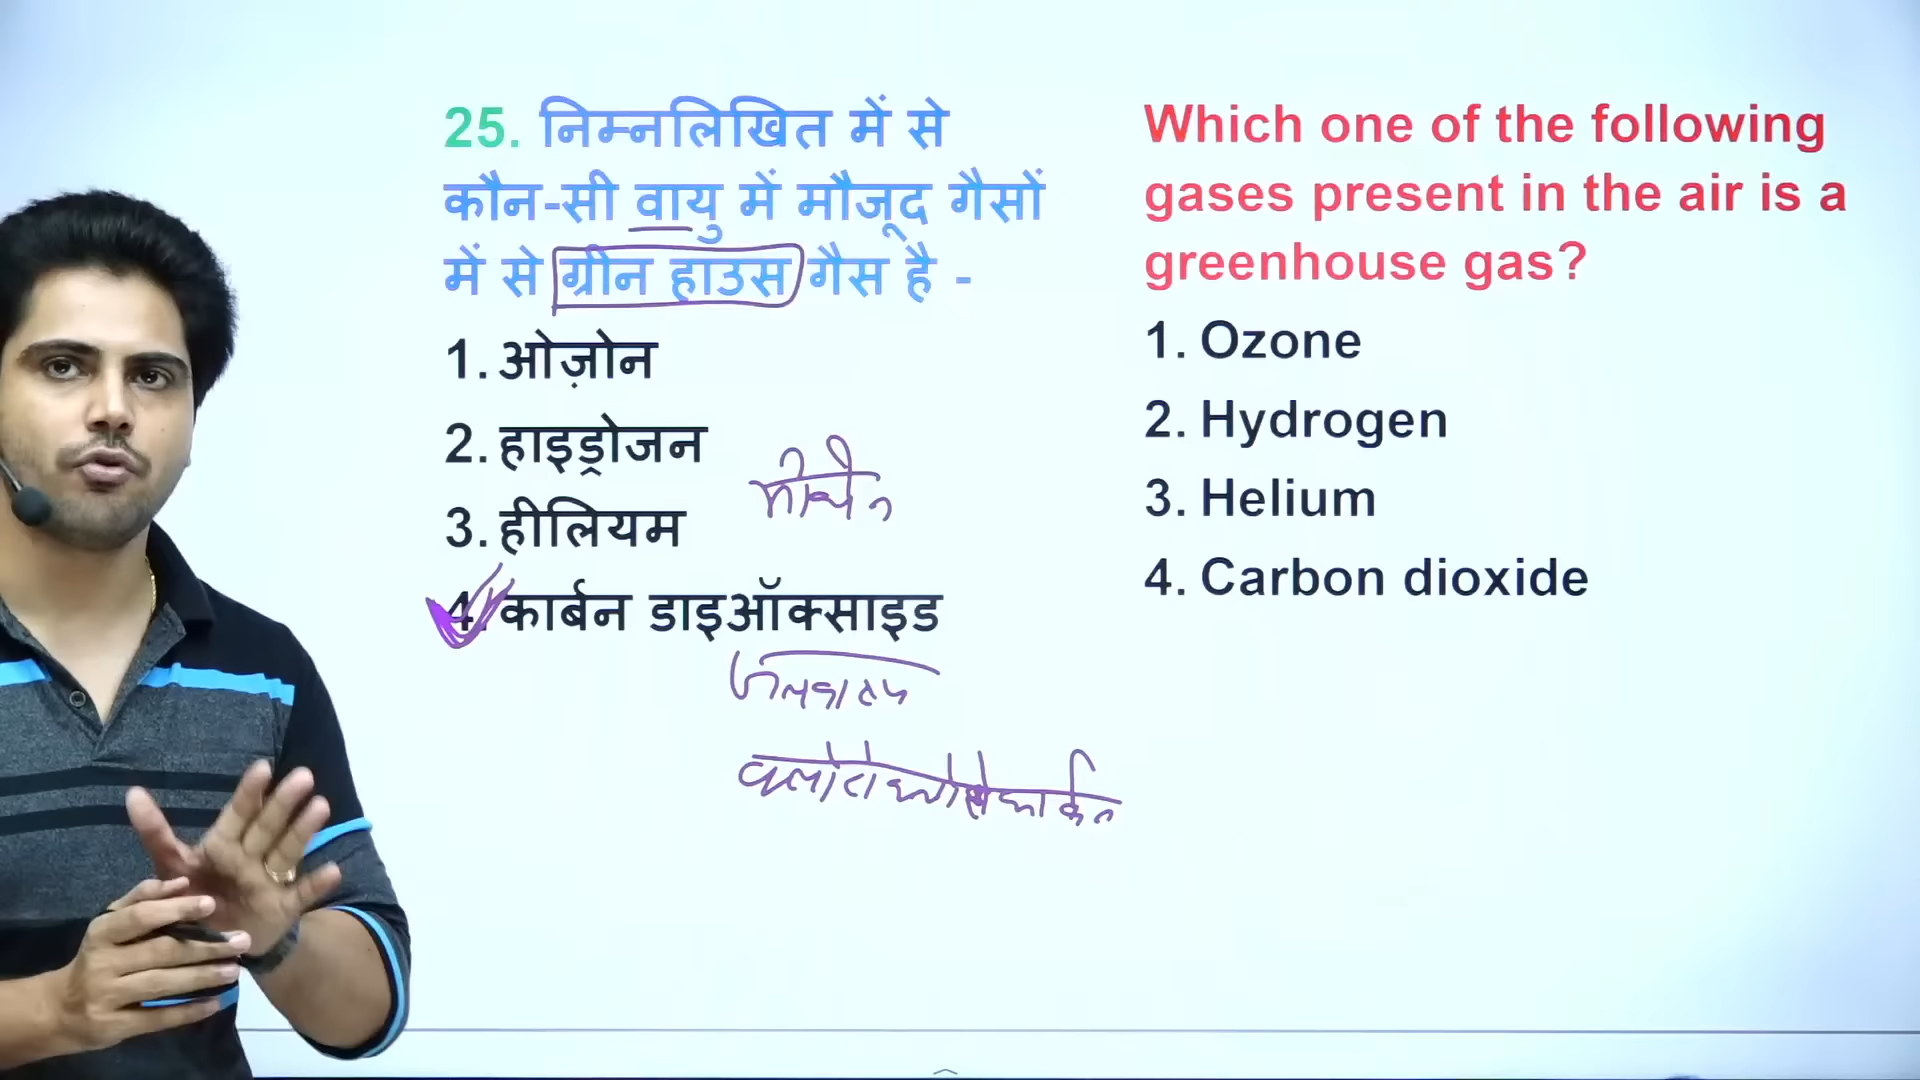 25. निम्नलिखित में से
कौन-सी वायु में मौजूद गैसों
में से ग्रीन हाउस गैस है -
1. ओज़ोन
2. हाइड्रोजन
3. हीलियम
4. कार्बन डाइऑक्साइड
मीथेन
जलवाष्प
Which one of the following
gases present in the air is a
greenhouse gas?
1. Ozone
2. Hydrogen
3. Helium
4. Carbon dioxide